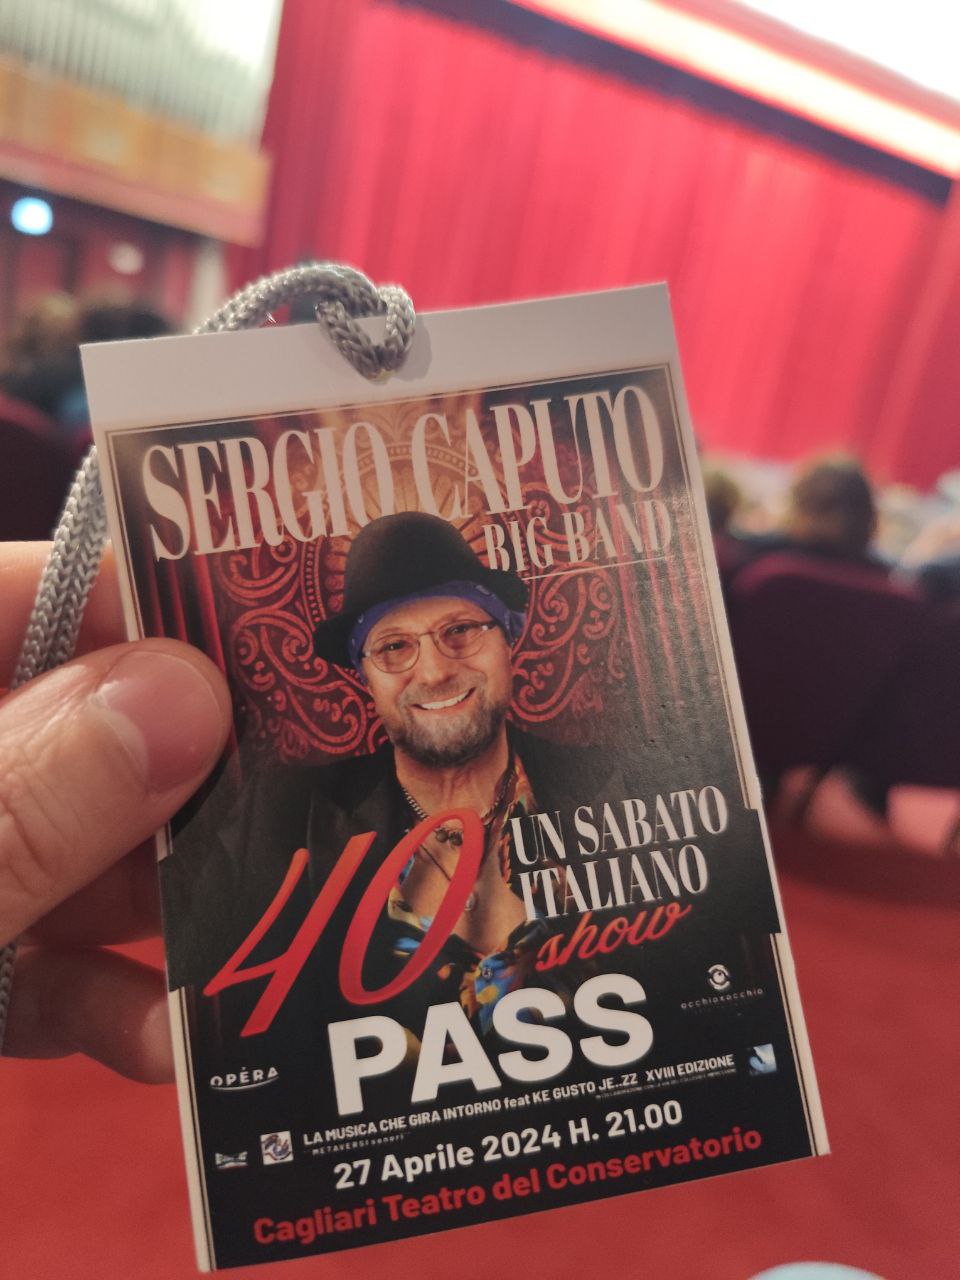 SERGIO CAPUTO
BIG BAND
40
UN SABATO
ITALIANO
show
PASS
occhioxocchio
OPÈRA
LA MUSICA CHE GIRA INTORNO feat KE GUSTO JE..ZZ XVIII EDIZIONE
27 Aprile 2024 H. 21.00
Cagliari Teatro del Conservatorio